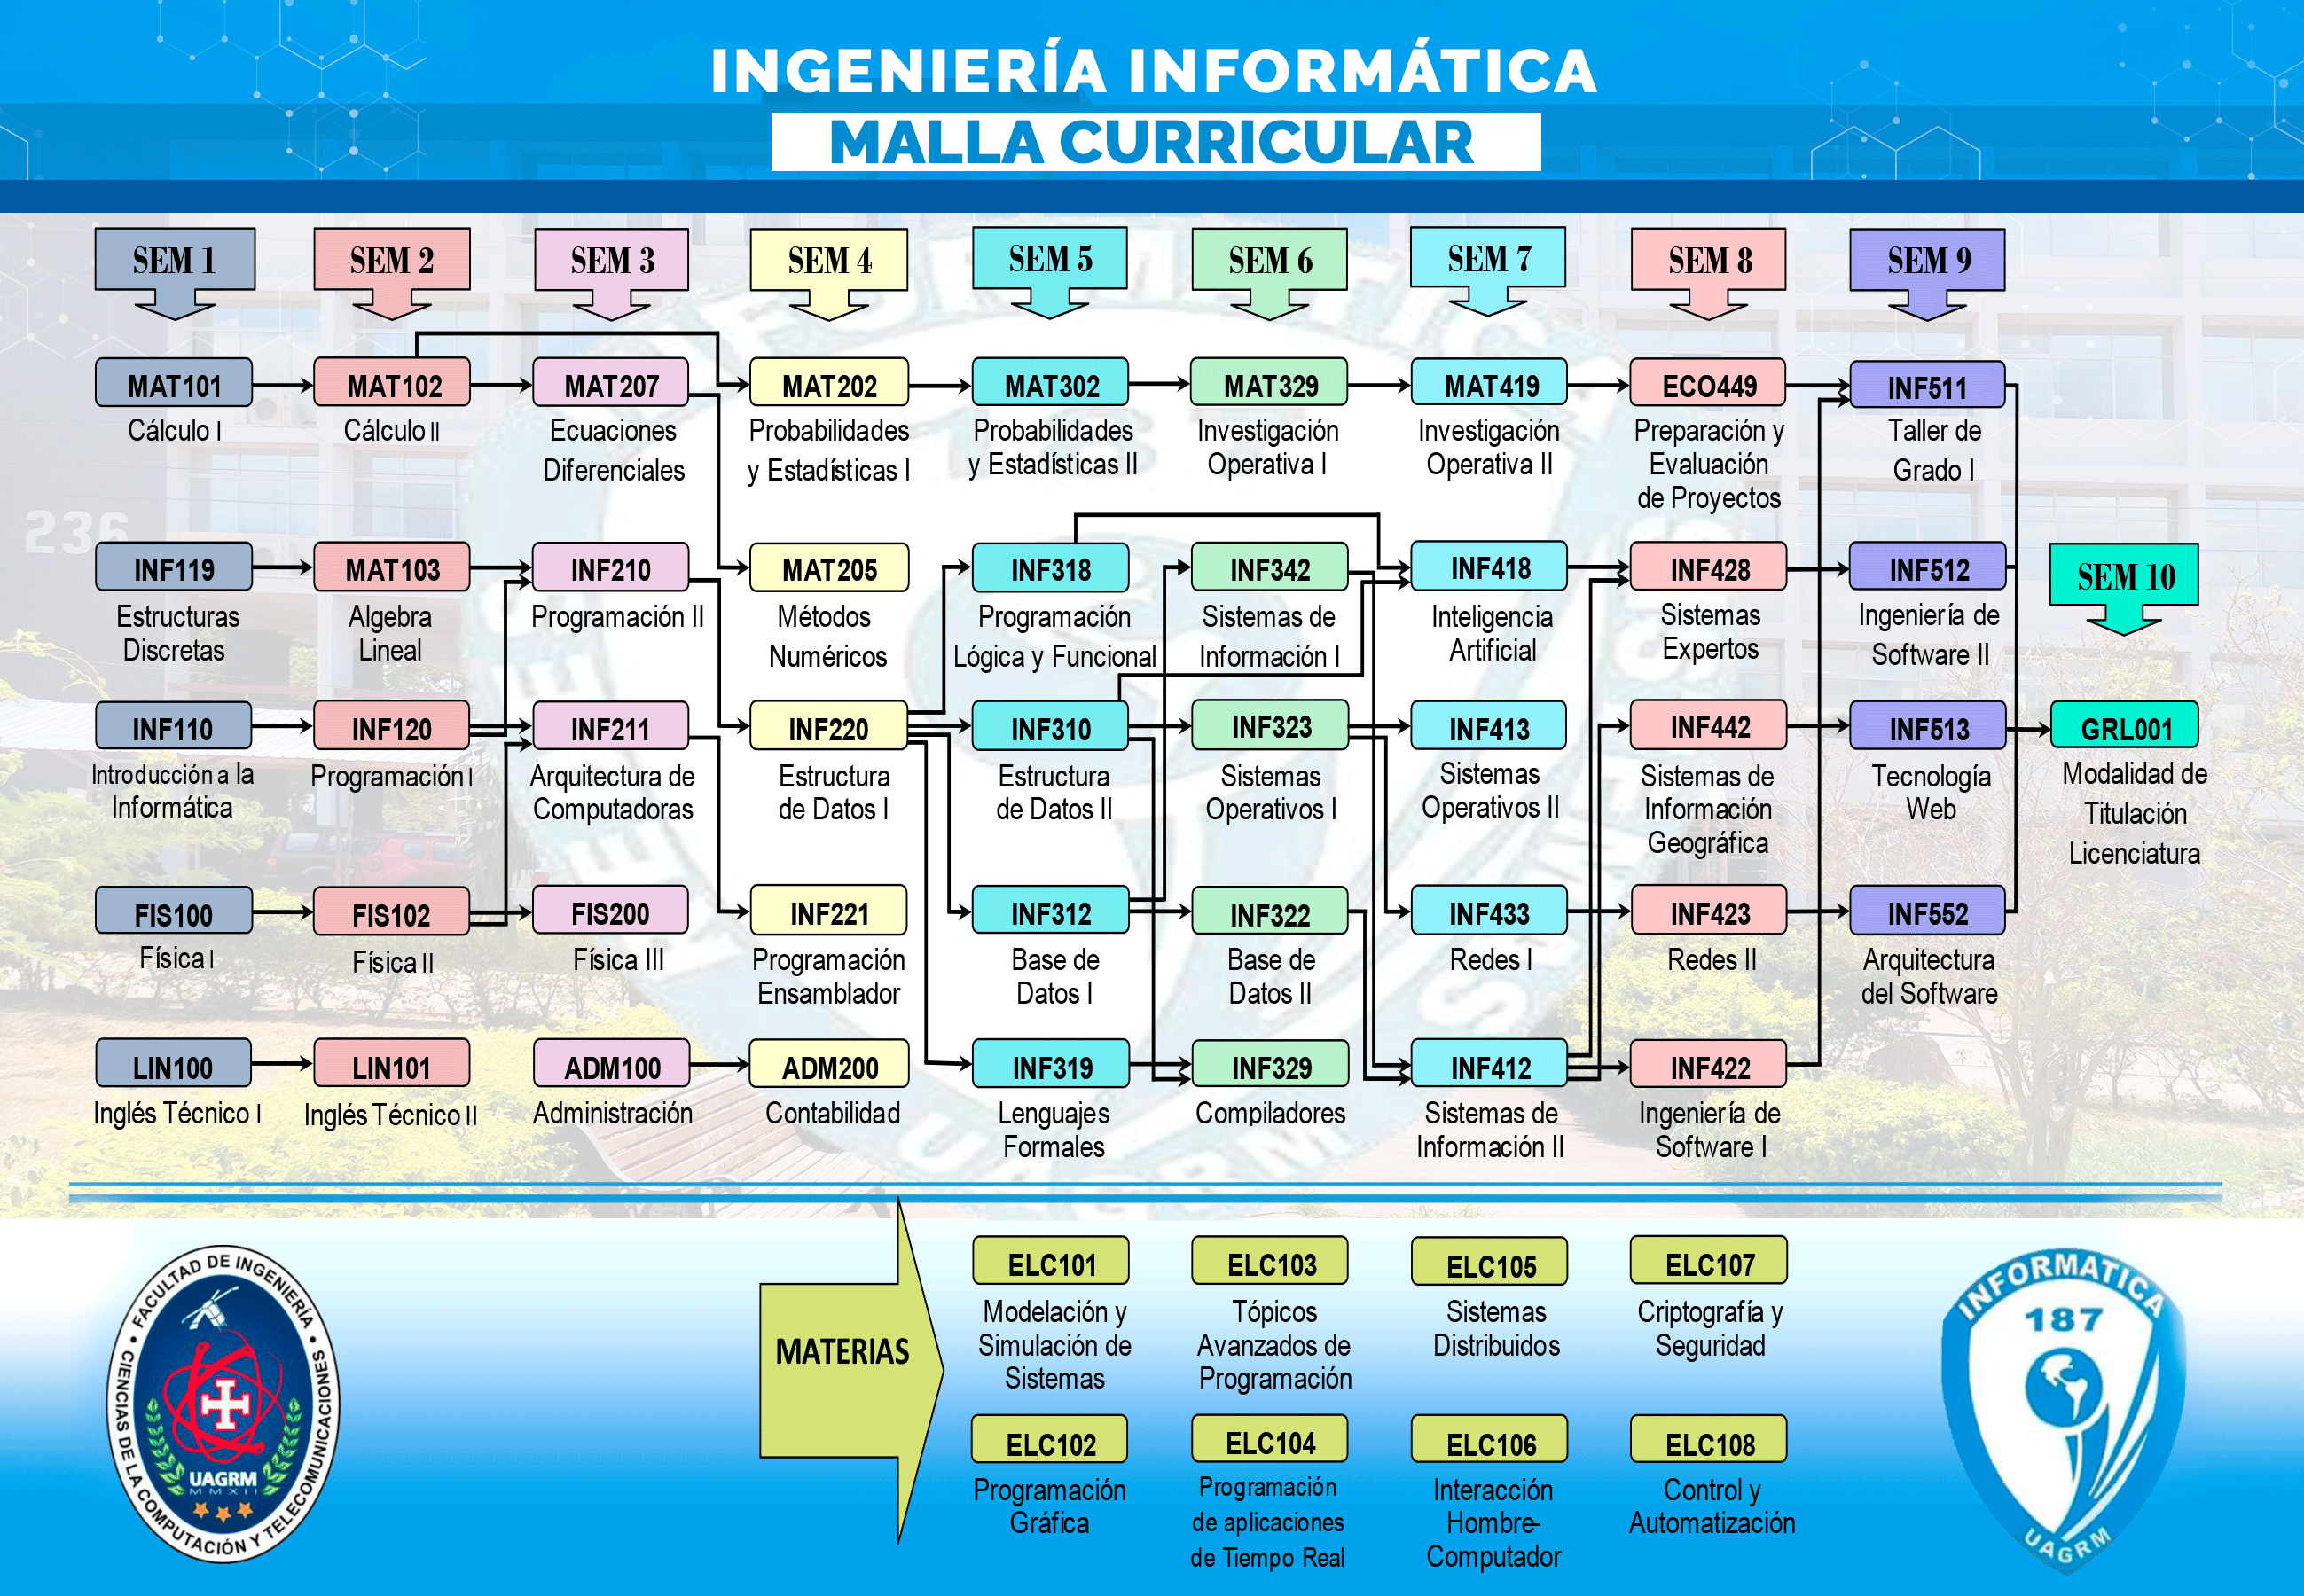 INGENIERÍA INFORMÁTICA
MALLA CURRICULAR
SEM 1
SEM 2
SEM 3
SEM 4
SEM 5
SEM 6
SEM 7
SEM 8
SEM 9
MAT101
Cálculo I
MAT102
Cálculo II
MAT207
Ecuaciones
Diferenciales
MAT202
Probabilidades
y Estadísticas I
MAT302
Probabilidades
y Estadísticas II
MAT329
Investigación
Operativa I
MAT419
Investigación
Operativa II
ECO449
Preparación y
Evaluación
de Proyectos
INF511
Taller de
Grado I
236
INF119
Estructuras
Discretas
MAT103
Algebra
Lineal
INF210
Programación II
MAT205
Métodos
Numéricos
INF318
Programación
Lógica y Funcional
INF342
Sistemas de
Información I
INF418
Inteligencia
Artificial
INF428
Sistemas
Expertos
INF512
Ingeniería de
Software II
SEM 10
INF110
Introducción a la
Informática
INF120
Programación I
INF211
Arquitectura de
Computadoras
INF220
Estructura
de Datos I
INF310
Estructura
de Datos II
INF323
Sistemas
Operativos I
INF413
Sistemas
Operativos II
INF442
Sistemas de
Información
Geográfica
INF513
Tecnología
Web
GRL001
Modalidad de
Titulación
Licenciatura
FIS100
Física I
FIS102
Física II
FIS200
Física III
INF221
Programación
Ensamblador
INF312
Base de
Datos I
INF322
Base de
Datos II
INF433
Redes I
INF423
Redes II
INF552
Arquitectura
del Software
LIN100
Inglés Técnico I
LIN101
Inglés Técnico II
ADM100
Administración
ADM200
Contabilidad
INF319
Lenguajes
Formales
INF329
Compiladores
INF412
Sistemas de
Información II
INF422
Ingeniería de
Software I
MATERIAS
ELC101
Modelación y
Simulación de
Sistemas
ELC103
Tópicos
Avanzados de
Programación
ELC105
Sistemas
Distribuidos
ELC107
Criptografía y
Seguridad
ELC102
Programación
Gráfica
ELC104
Programación
de aplicaciones
de Tiempo Real
ELC106
Interacción
Hombre-
Computador
ELC108
Control y
Automatización
FACULTAD DE INGENIERÍA •
CIENCIAS DE LA COMPUTACIÓN Y TELECOMUNICACIONES •
UAGRM
MMXII
INFORMATICA
187
UAGRM